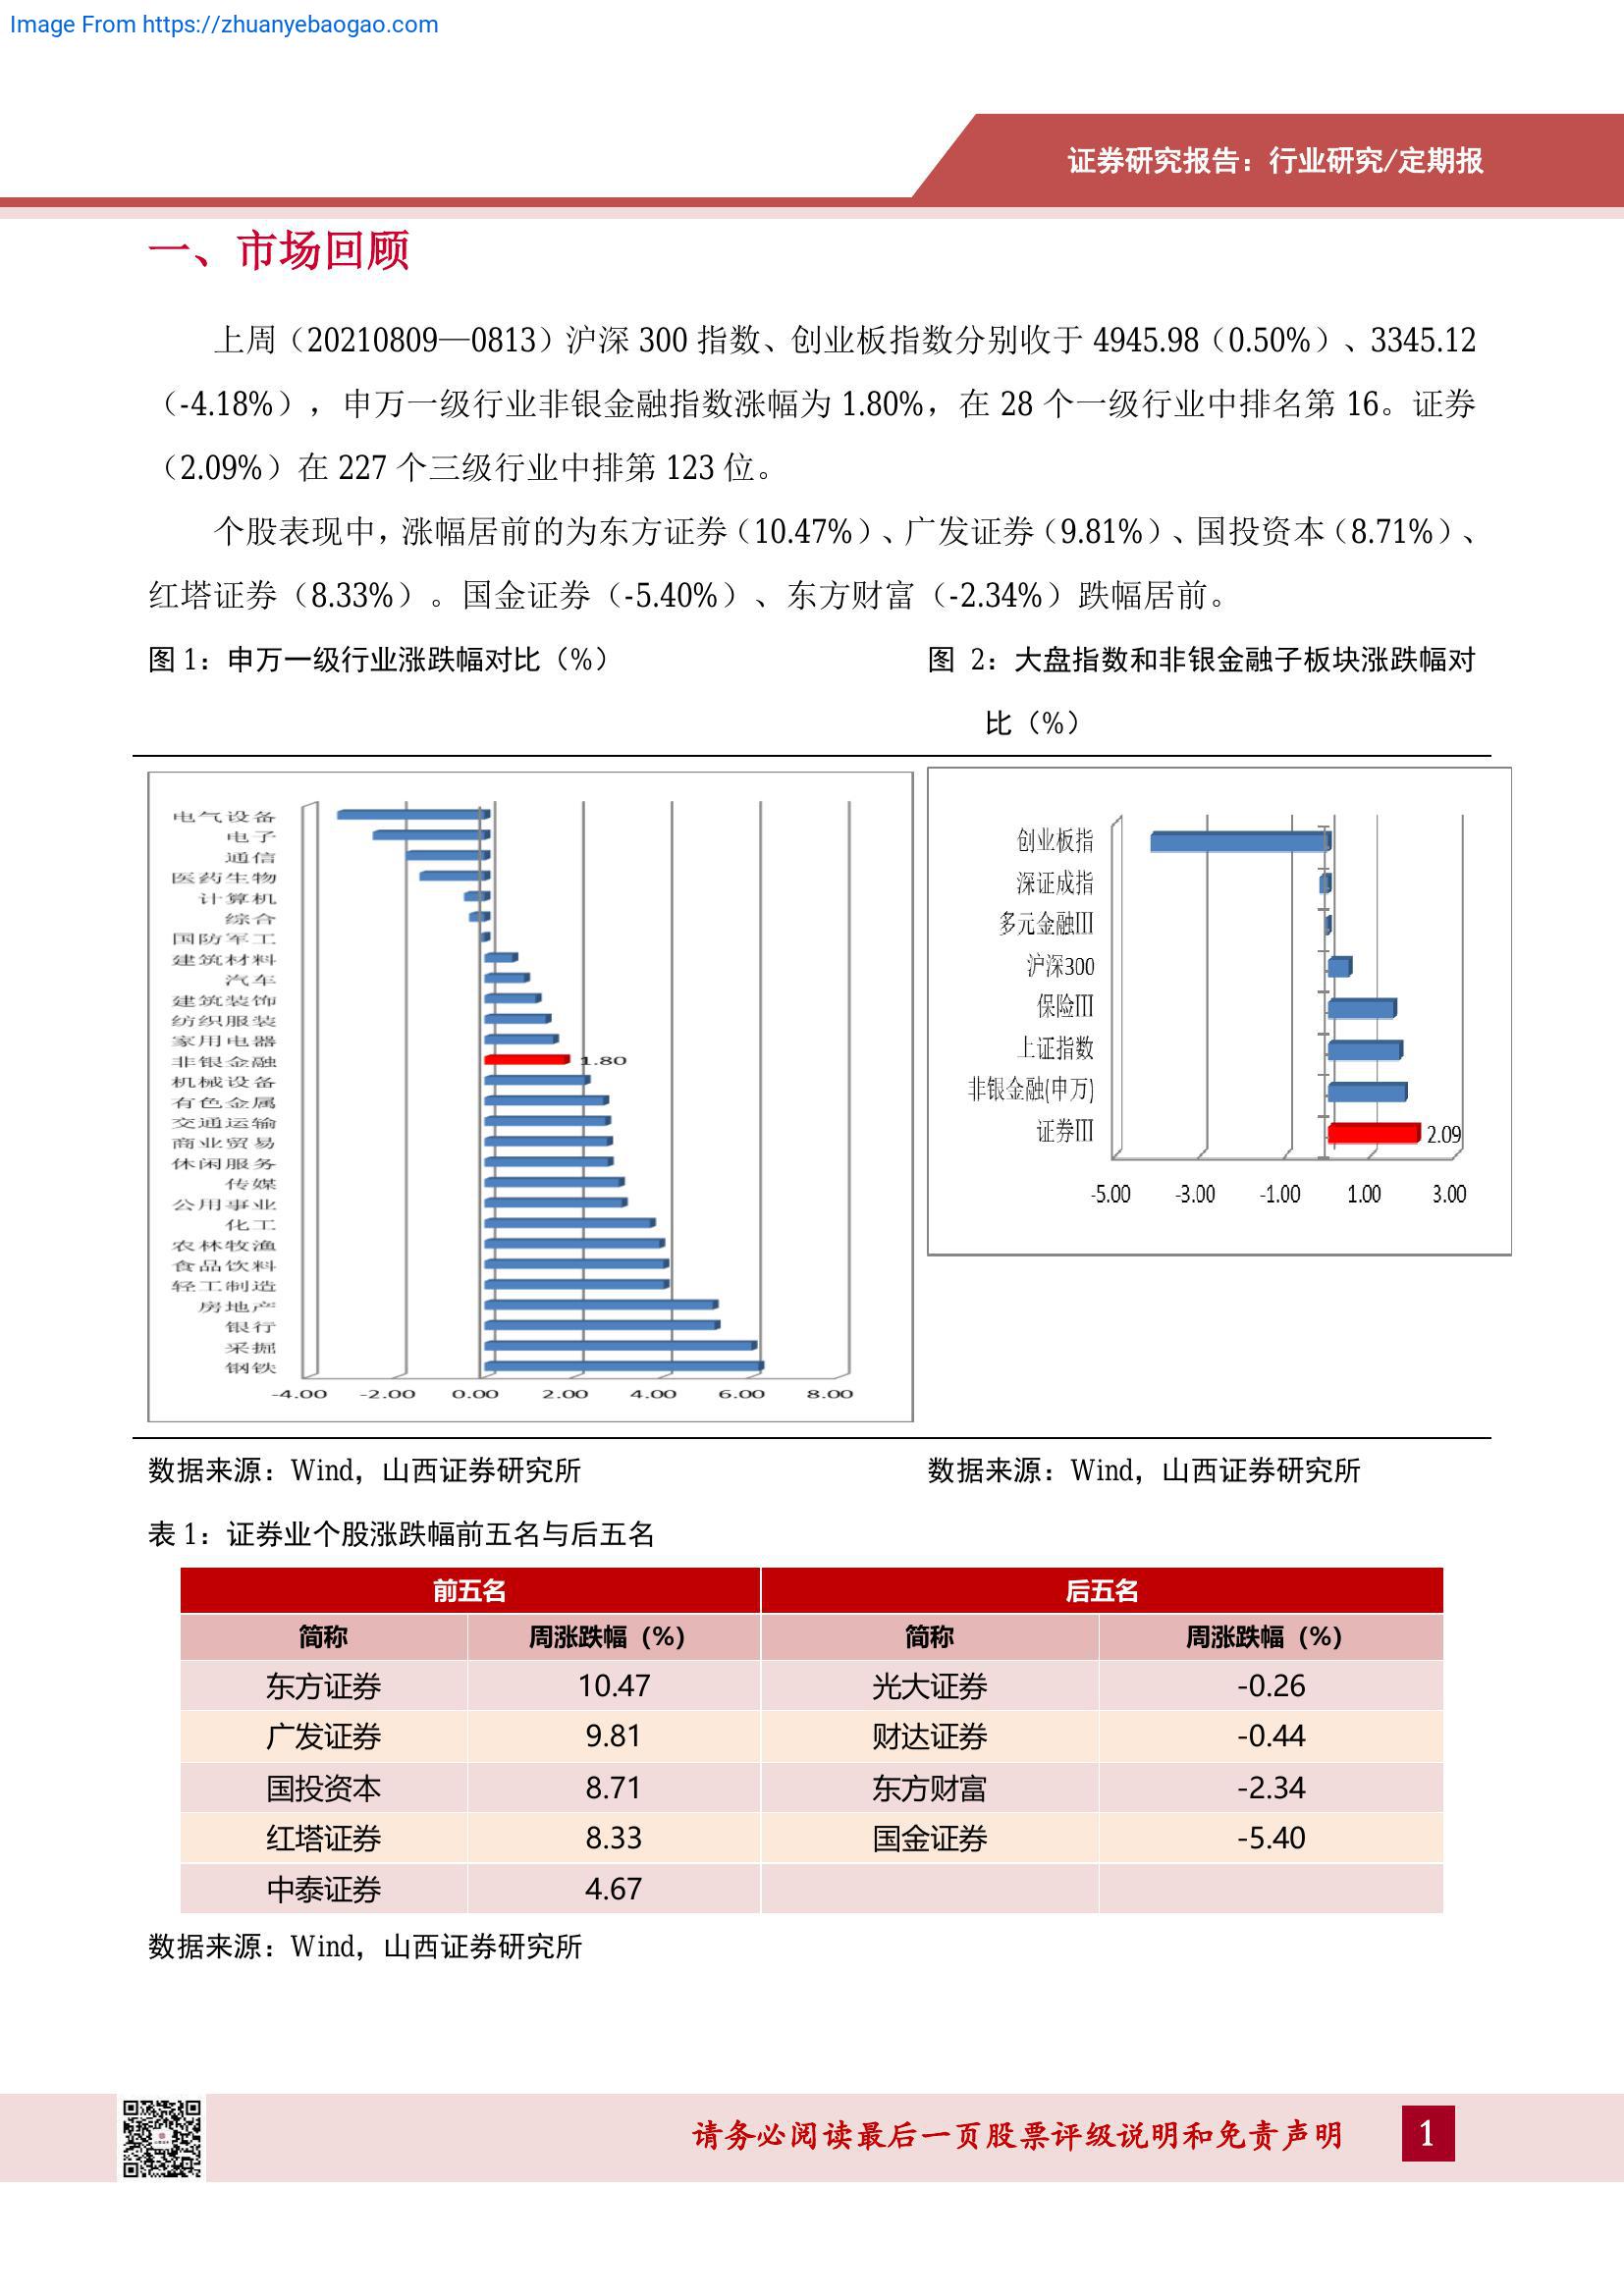 Image From https://zhuanyebaogao.com
证券研究报告：行业研究/定期报
一、市场回顾
上周（20210809—0813）沪深 300 指数、创业板指数分别收于 4945.98（0.50%）、3345.12
（-4.18%），申万一级行业非银金融指数涨幅为 1.80%，在 28 个一级行业中排名第 16。证券
（2.09%）在 227 个三级行业中排第 123 位。
个股表现中，涨幅居前的为东方证券（10.47%）、广发证券（9.81%）、国投资本（8.71%）、
红塔证券（8.33%）。国金证券（-5.40%）、东方财富（-2.34%）跌幅居前。
图 1：申万一级行业涨跌幅对比（%）
图 2：大盘指数和非银金融子板块涨跌幅对
比（%）
电气设备
电子
通信
医药生物
计算机
综合
国防军工
建筑材料
汽车
建筑装饰
纺织服装
家用电器
非银金融 1.80
机械设备
有色金属
交通运输
商业贸易
休闲服务
传媒
公用事业
化工
农林牧渔
食品饮料
轻工制造
房地产
银行
采掘
钢铁
-4.00 -2.00 0.00 2.00 4.00 6.00 8.00
创业板指
深证成指
多元金融III
沪深300
保险III
上证指数
非银金融(申万)
证券III 2.09
-5.00 -3.00 -1.00 1.00 3.00
数据来源：Wind，山西证券研究所
数据来源：Wind，山西证券研究所
表 1：证券业个股涨跌幅前五名与后五名
前五名 后五名
简称 周涨跌幅（%） 简称 周涨跌幅（%）
东方证券 10.47 光大证券 -0.26
广发证券 9.81 财达证券 -0.44
国投资本 8.71 东方财富 -2.34
红塔证券 8.33 国金证券 -5.40
中泰证券 4.67
数据来源：Wind，山西证券研究所
请务必阅读最后一页股票评级说明和免责声明 1